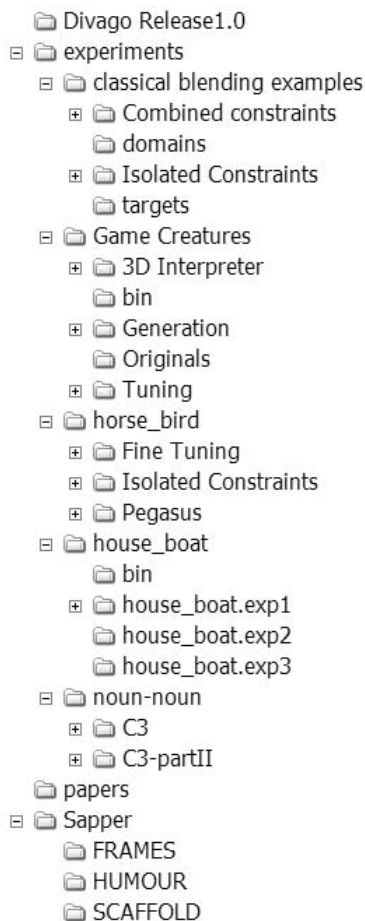 Divago Release1.0
experiments
classical blending examples
Combined constraints
domains
Isolated Constraints
targets
Game Creatures
3D Interpreter
bin
Generation
Originals
Tuning
horse_bird
Fine Tuning
Isolated Constraints
Pegasus
house_boat
bin
house_boat.exp1
house_boat.exp2
house_boat.exp3
noun-noun
C3
C3-partII
papers
Sapper
FRAMES
HUMOUR
SCAFFOLD